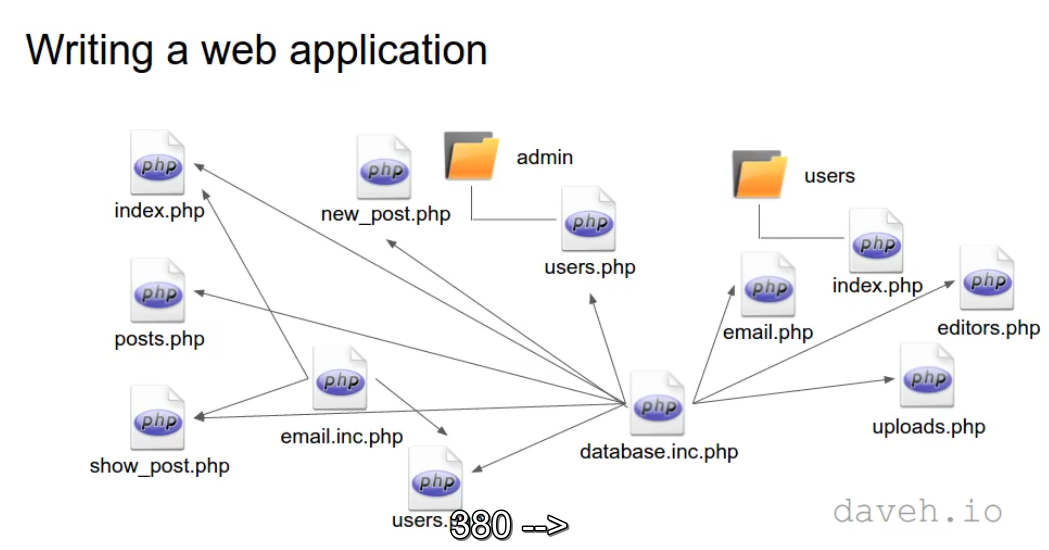 Writing a web application
php
index.php
php
new_post.php
admin
php
users.php
users
php
index.php
php
posts.php
php
email.php
php
editors.php
php
show_post.php
php
email.inc.php
php
database.inc.php
php
uploads.php
php
users.p
380 -->
daveh.io